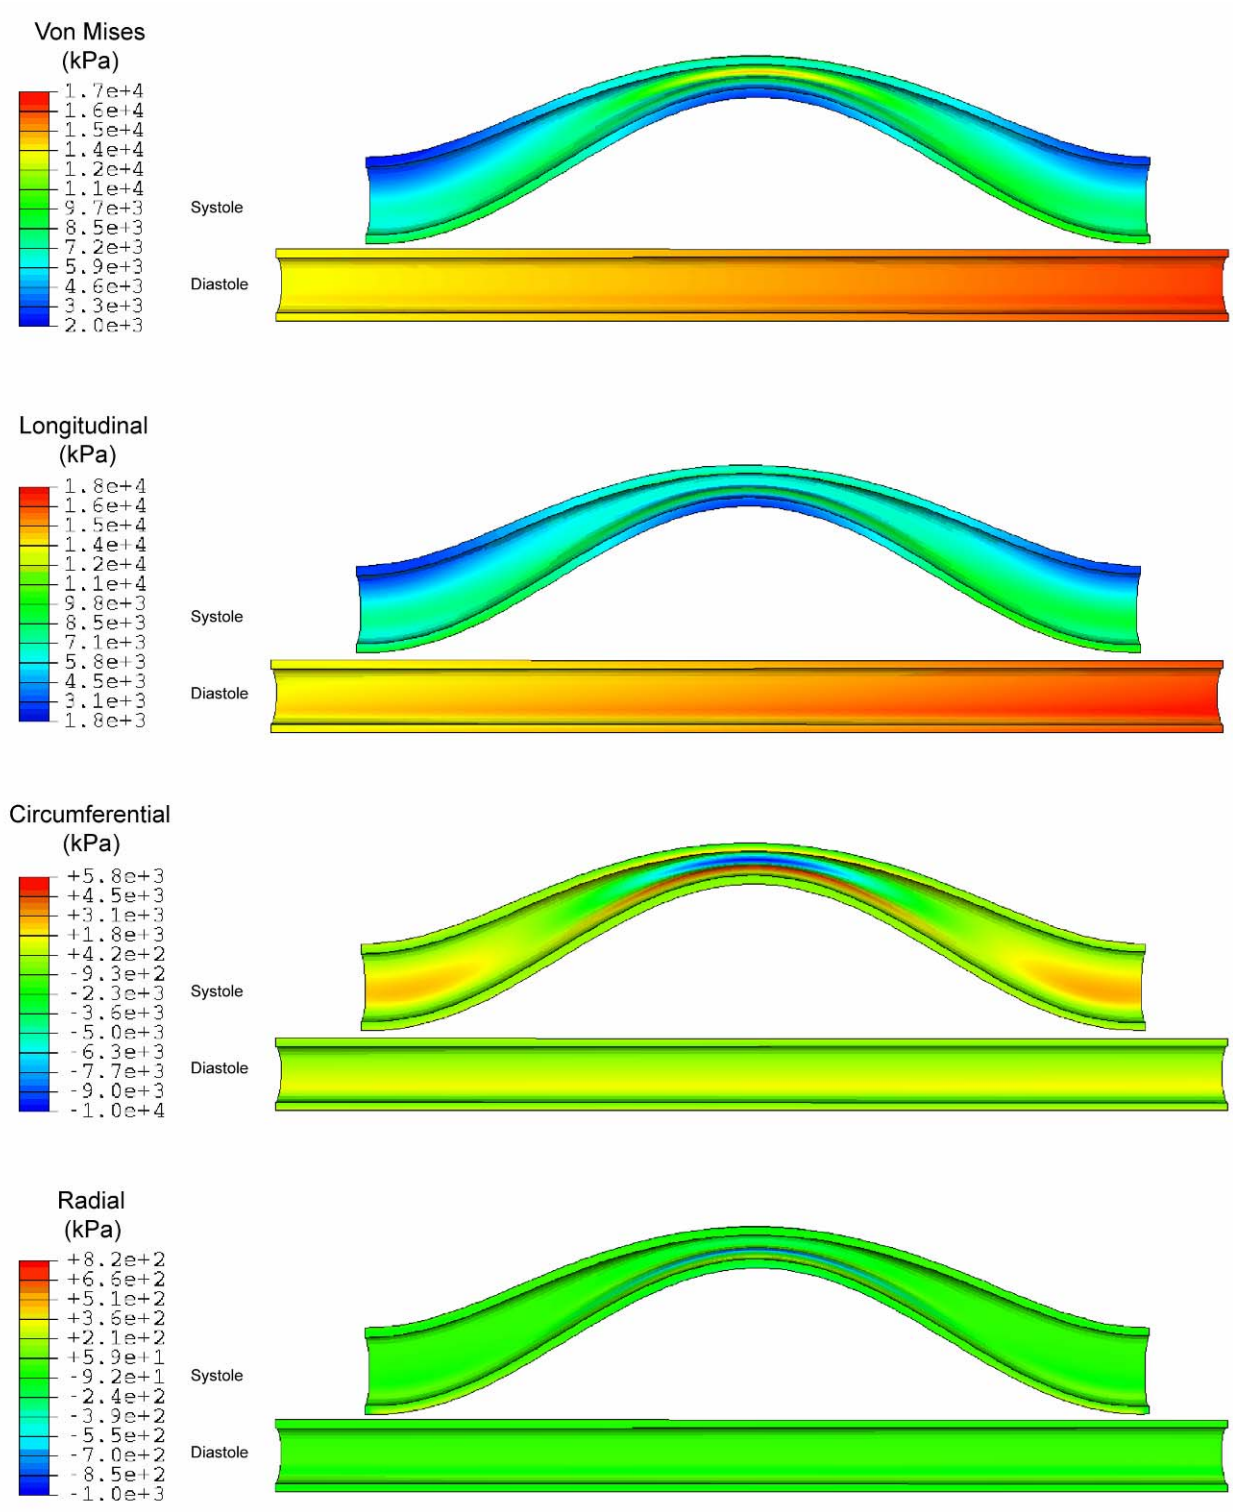 Von Mises
(kPa)
1.7e+4
1.6e+4
1.5e+4
1.4e+4
1.2e+4
1.1e+4
9.7e+3
8.5e+3
7.2e+3
5.9e+3
4.6e+3
3.3e+3
2.0e+3
Systole
Diastole
Longitudinal
(kPa)
1.8e+4
1.6e+4
1.5e+4
1.4e+4
1.2e+4
1.1e+4
9.8e+3
8.5e+3
7.1e+3
5.8e+3
4.5e+3
3.1e+3
1.8e+3
Systole
Diastole
Circumferential
(kPa)
+5.8e+3
+4.5e+3
+3.1e+3
+1.8e+3
+4.2e+2
-9.3e+2
-2.3e+3
-3.6e+3
-5.0e+3
-6.3e+3
-7.7e+3
-9.0e+3
-1.0e+4
Systole
Diastole
Radial
(kPa)
+8.2e+2
+6.6e+2
+5.1e+2
+3.6e+2
+2.1e+2
+5.9e+1
-9.2e+1
-2.4e+2
-3.9e+2
-5.5e+2
-7.0e+2
-8.5e+2
-1.0e+3
Systole
Diastole